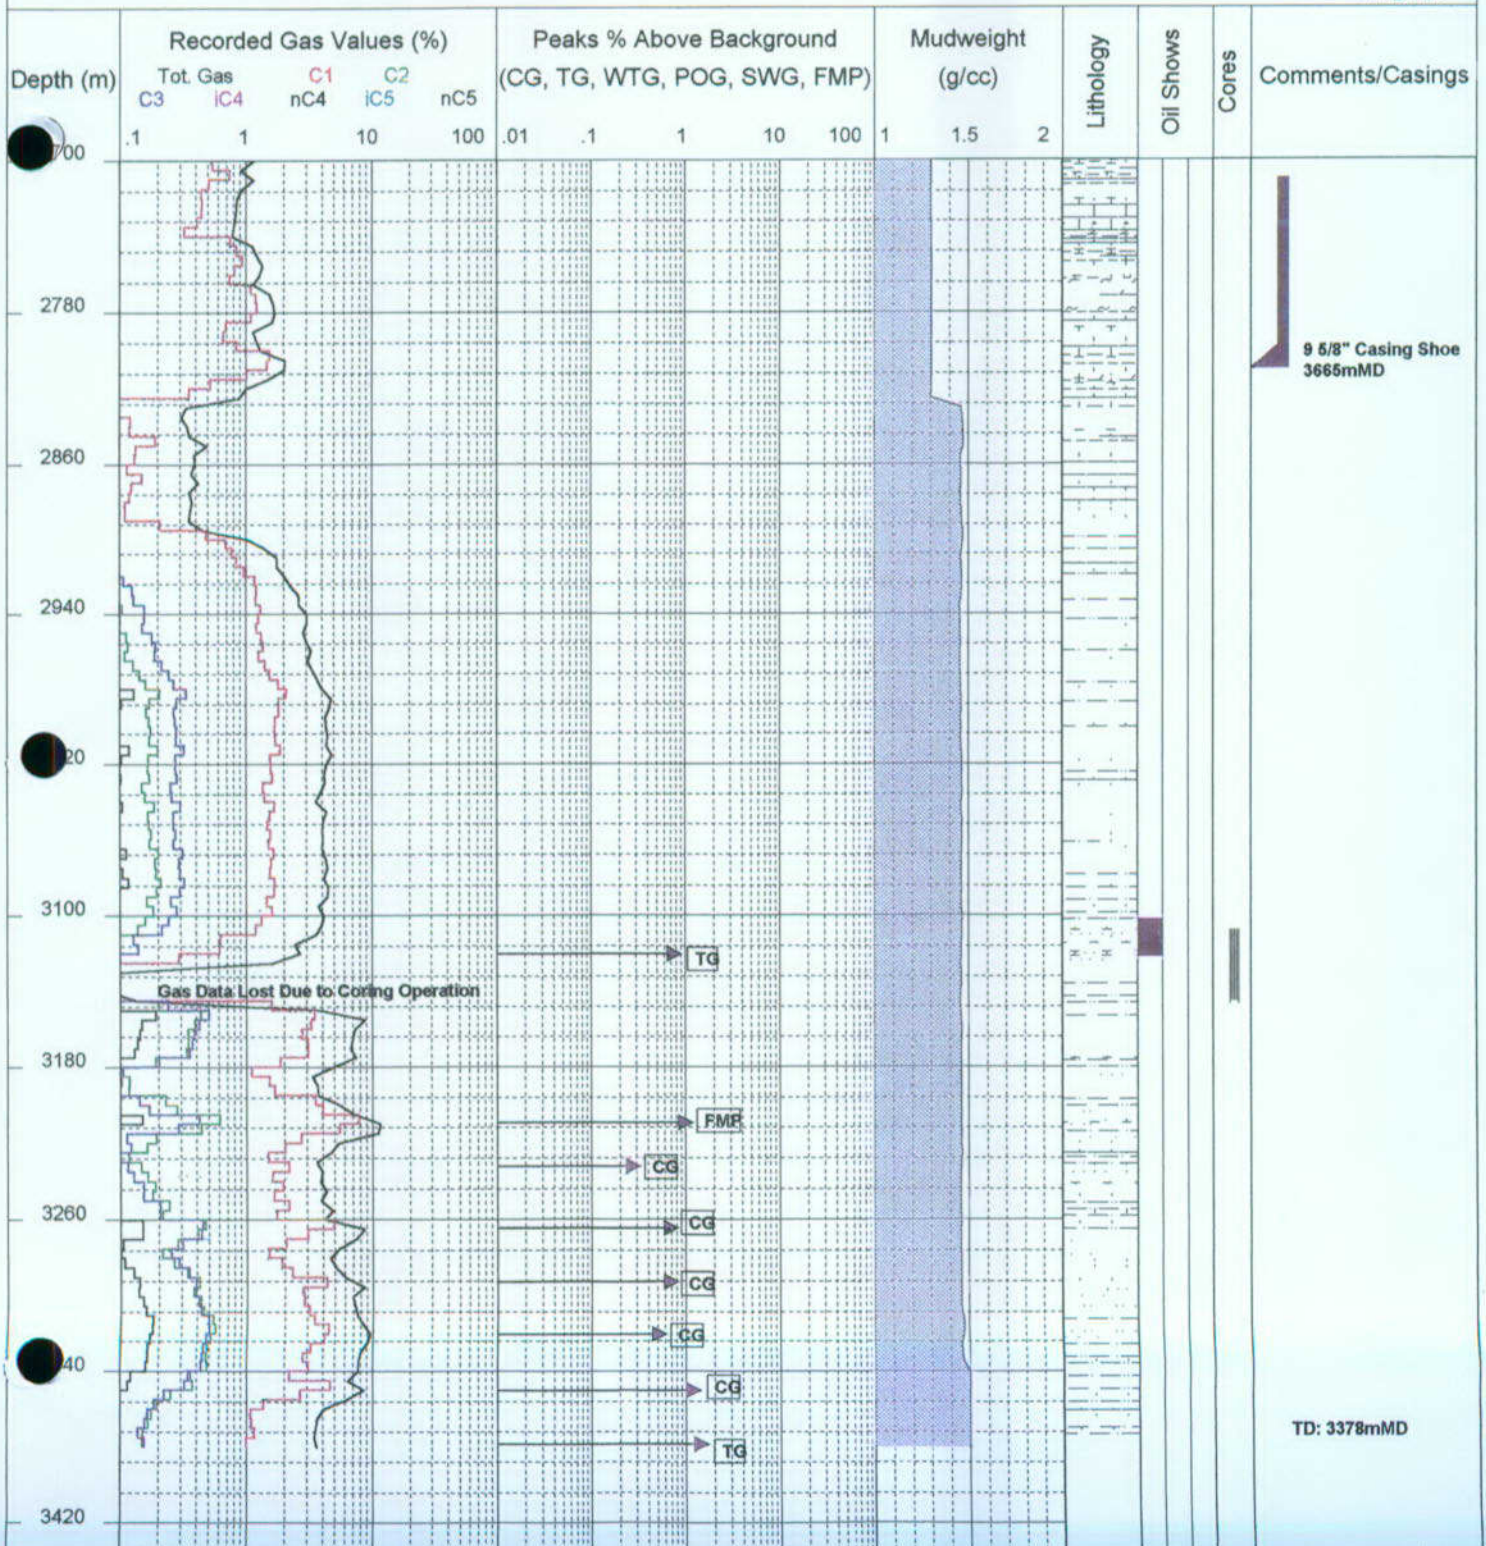 Recorded Gas Values (%)
Peaks % Above Background
Mudweight
Depth (m)
Tot. Gas C1 C2
(CG, TG, WTG, POG, SWG, FMP)
(g/cc)
Lithology
Oil Shows
Cores
Comments/Casings
C3 iC4 nC4 iC5 nC5
.1 1 10 100
.01 .1 1 10 100
1 1.5 2
700
2780
9 5/8" Casing Shoe
3665mMD
2860
2940
20
3100
TG
Gas Data Lost Due to Coring Operation
3180
FMP
CG
3260
CG
CG
CG
40
CG
TD: 3378mMD
TG
3420